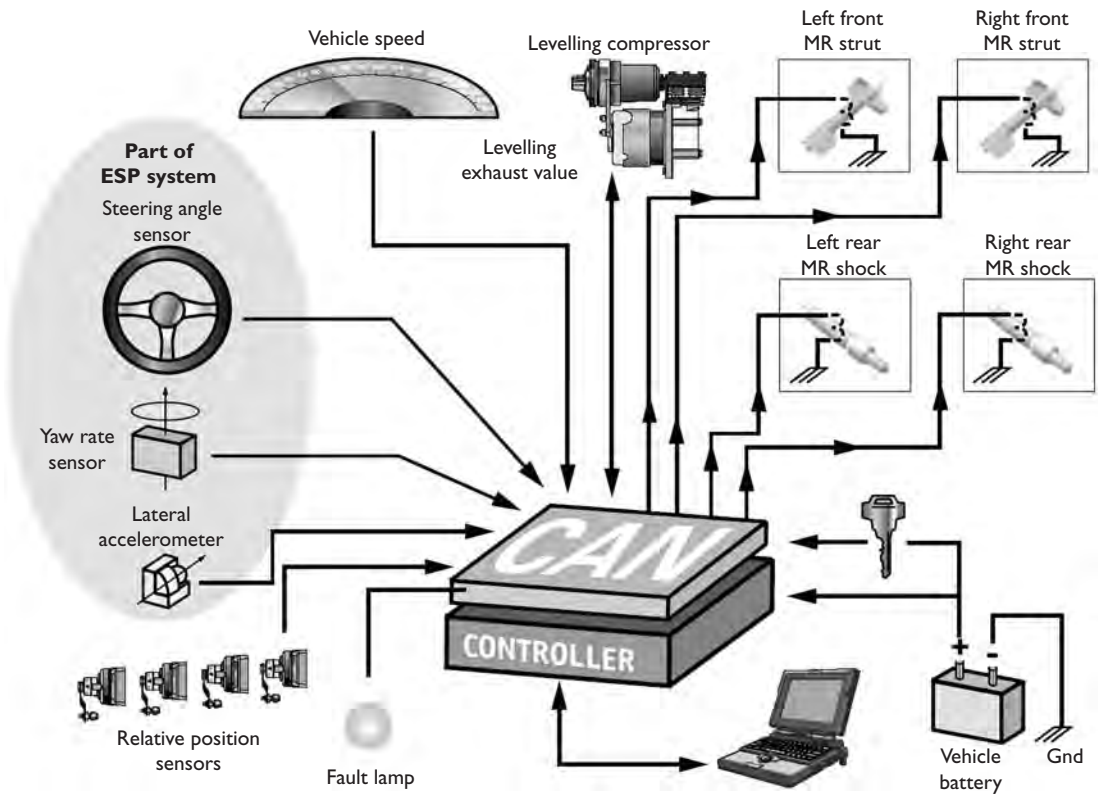 Vehicle speed
Levelling compressor
Levelling
exhaust value
Left front
MR strut
Right front
MR strut
Part of
ESP system
Steering angle
sensor
Left rear
MR shock
Right rear
MR shock
Yaw rate
sensor
Lateral
accelerometer
CAN
CONTROLLER
+
-
Relative position
sensors
Fault lamp
Vehicle
battery
Gnd